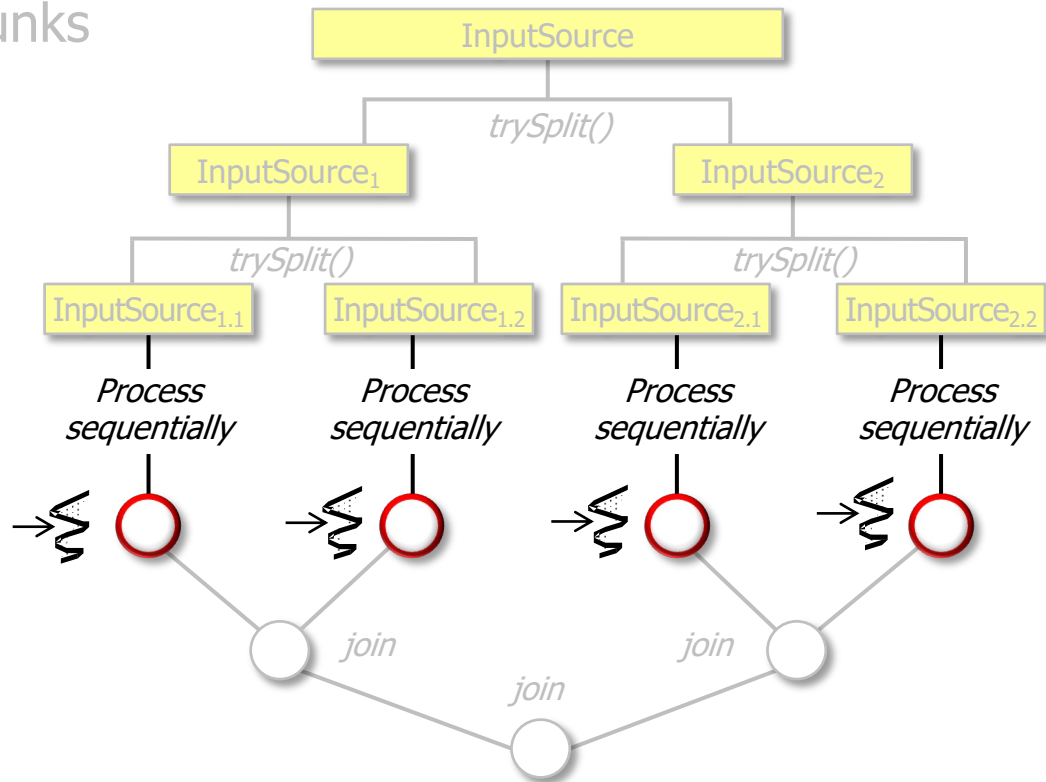 unks
InputSource
trySplit()
InputSource₁ InputSource₂
trySplit() trySplit()
InputSource₁.₁ InputSource₁.₂ InputSource₂.₁ InputSource₂.₂
Process Process Process Process
sequentially sequentially sequentially sequentially
join join
join